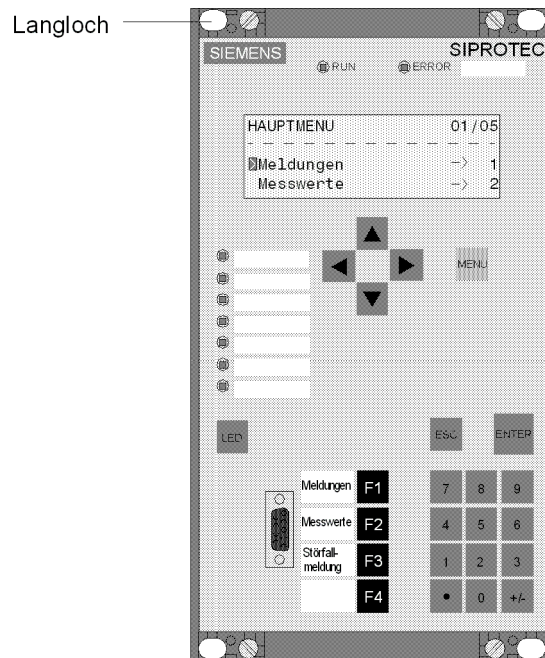 Langloch
SIEMENS
SIPROTEC
RUN
ERROR
HAUPTMENU 01/05
- - - - - - - - - - - - - - - -
Meldungen -> 1
Messwerte -> 2
MENU
LED
ESC
ENTER
Meldungen F1
7 8 9
Messwerte F2
4 5 6
Störfall-
meldung F3
1 2 3
F4
• 0 +/-